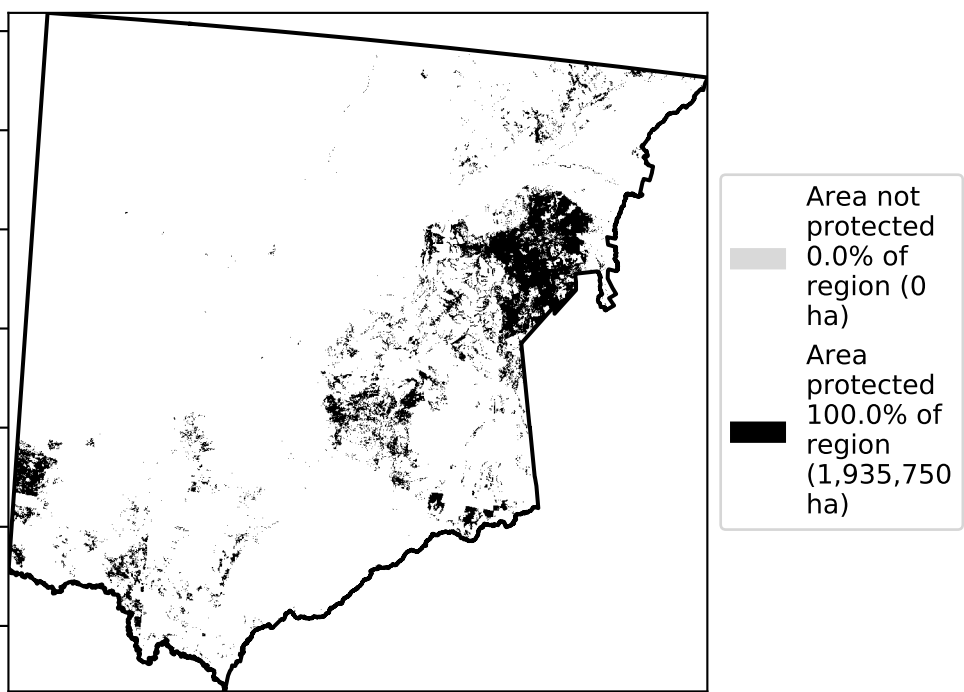 Area not
protected
0.0% of
region (0
ha)
Area
protected
100.0% of
region
(1,935,750
ha)